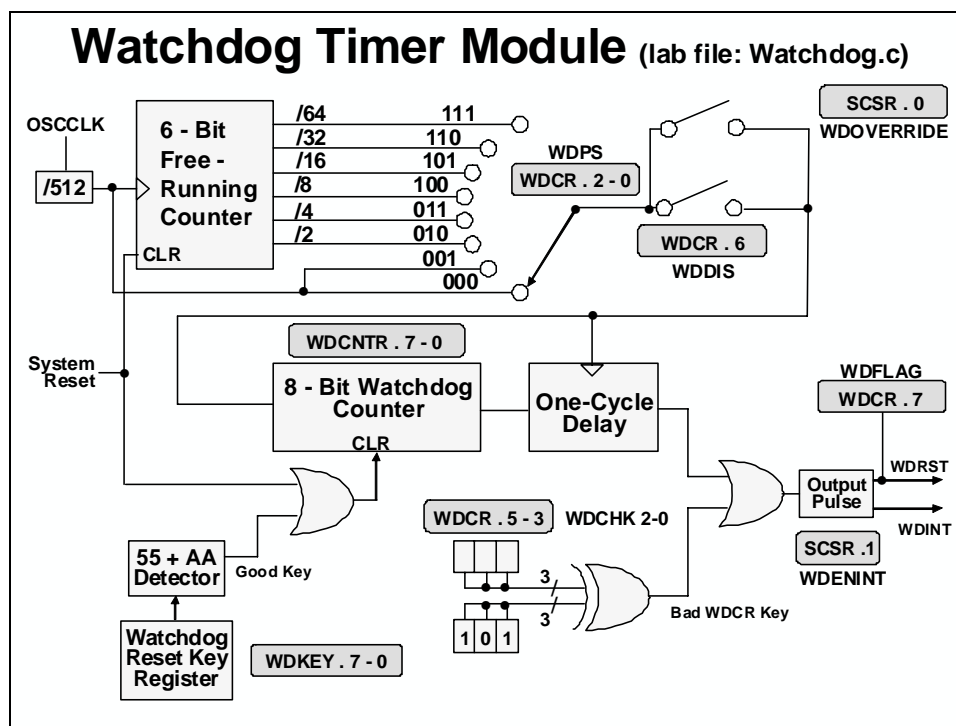 Watchdog Timer Module (lab file: Watchdog.c)
OSCCLK
/512
6 - Bit
Free -
Running
Counter
CLR
/64 111
/32 110
/16 101
/8 100
/4 011
/2 010
001
000
WDPS
WDCR . 2 - 0
SCSR . 0
WDOVERRIDE
WDCR . 6
WDDIS
System
Reset
WDCNTR . 7 - 0
8 - Bit Watchdog
Counter
CLR
One-Cycle
Delay
WDFLAG
WDCR . 7
WDRST
Output
Pulse
WDINT
SCSR .1
WDENINT
WDCR . 5 - 3 WDCHK 2-0
3
3
1 0 1
Bad WDCR Key
55 + AA
Detector
Good Key
Watchdog
Reset Key
Register
WDKEY . 7 - 0